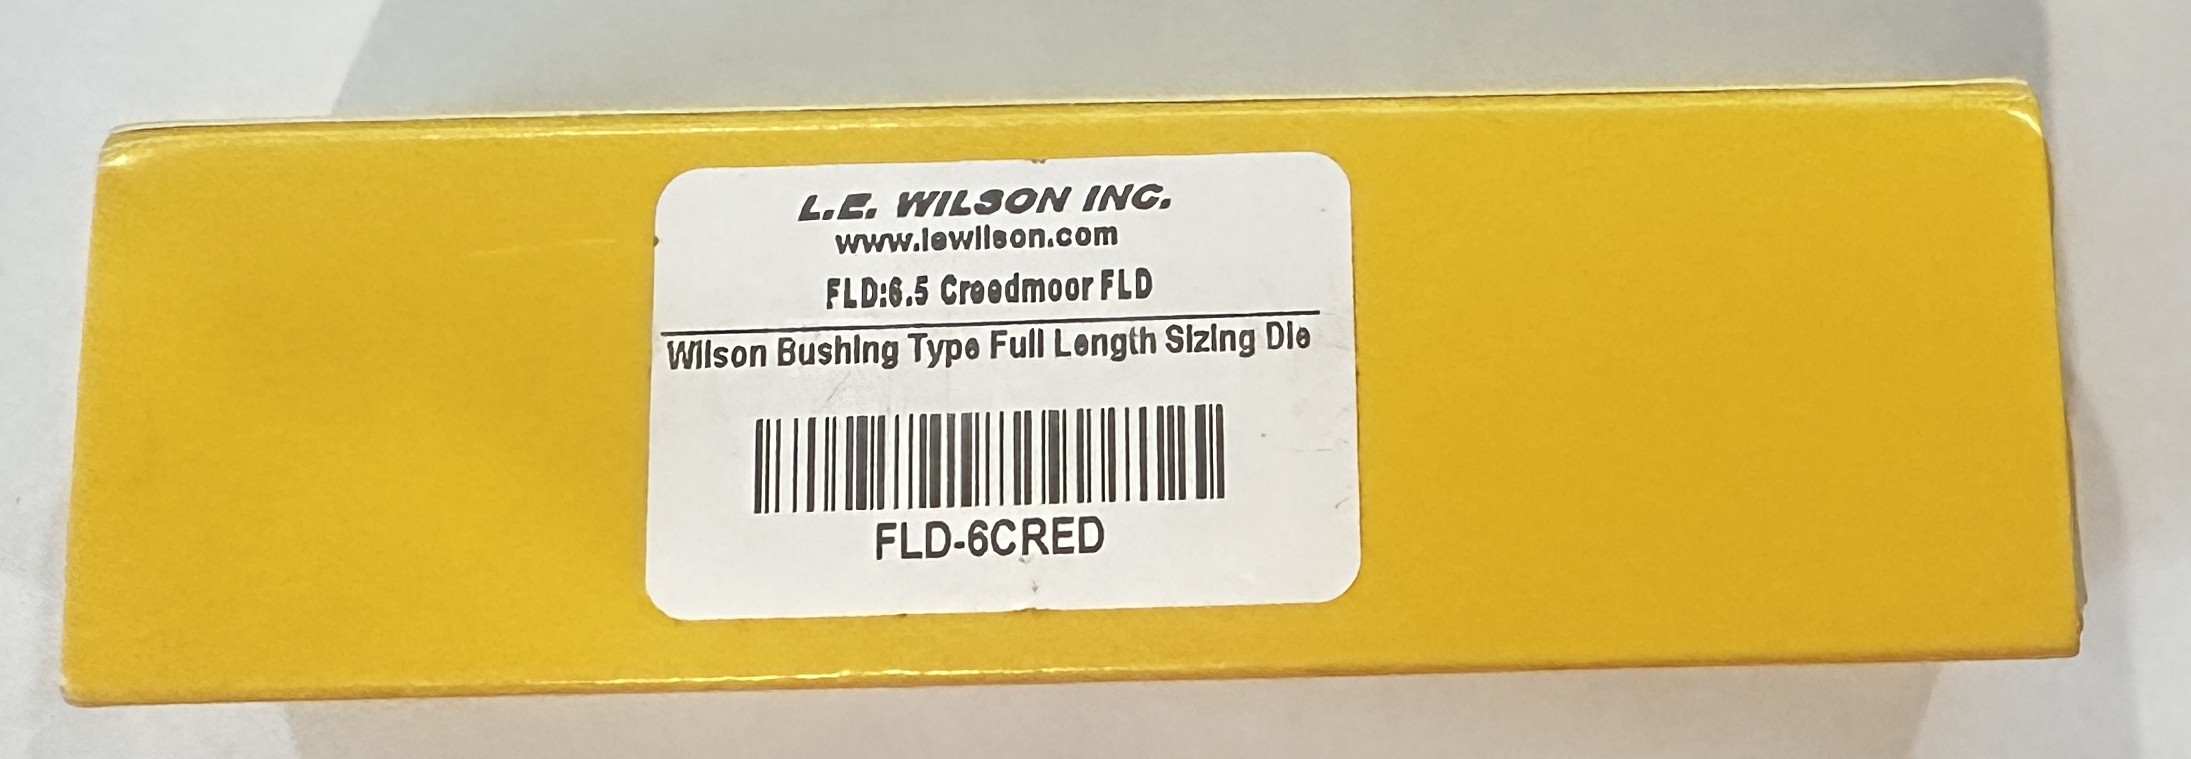 L.E. WILSON INC.
www.lewilson.com
FLD:6.5 Creedmoor FLD
Wilson Bushing Type Full Length Sizing Die
FLD-6CRED